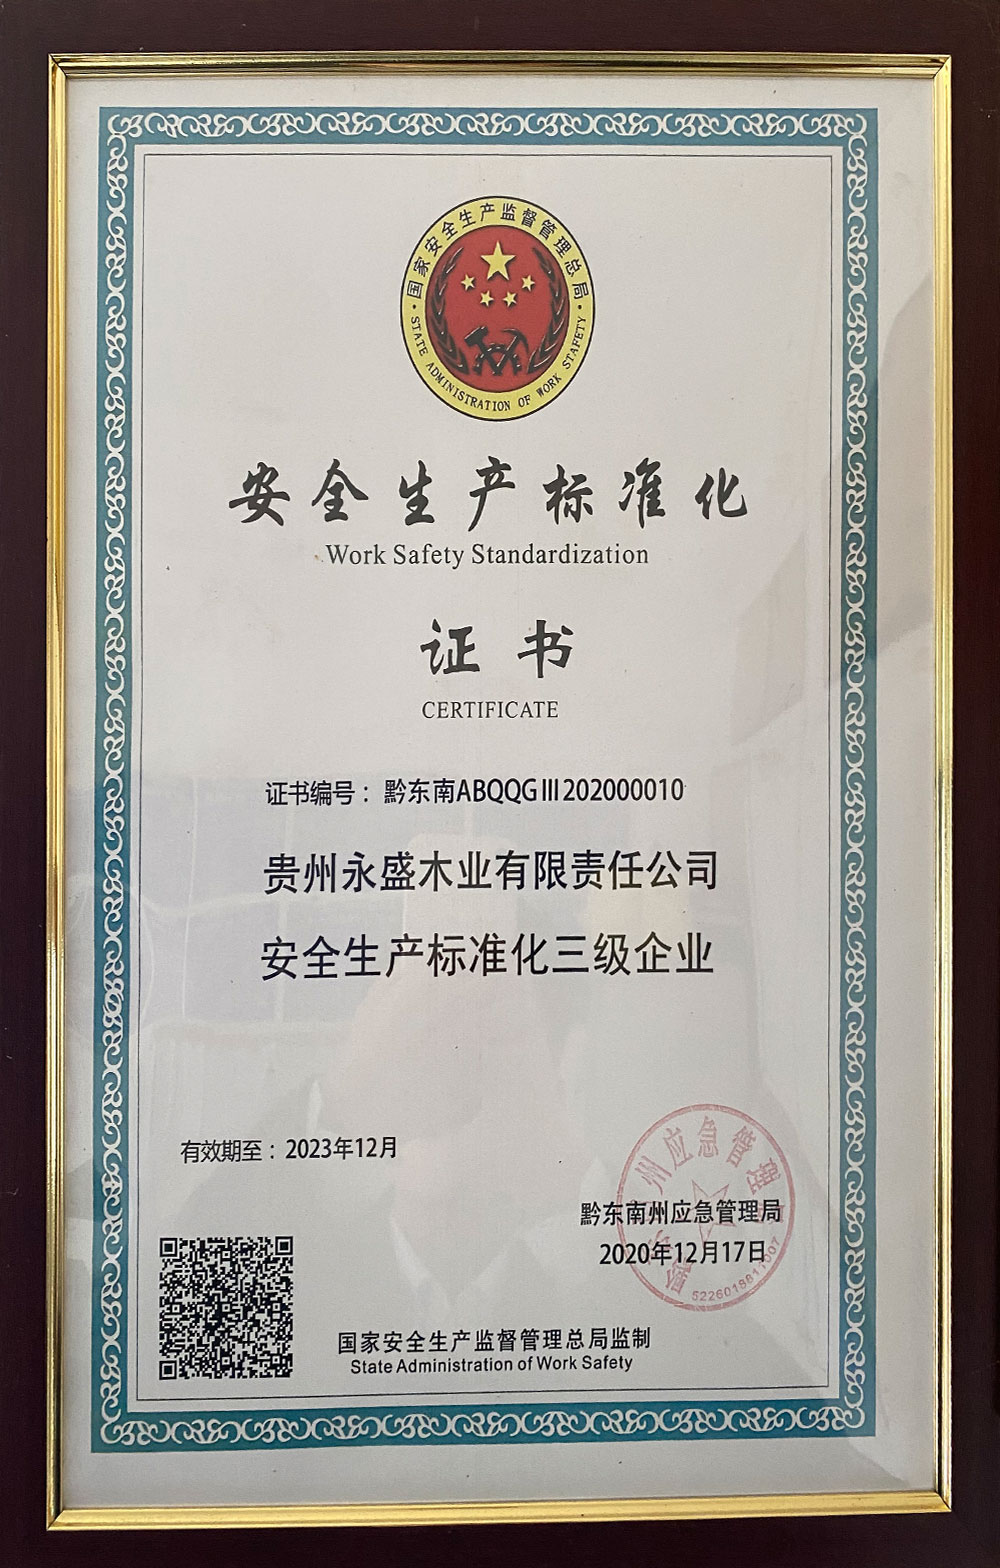 国家安全生产监督管理总局
STATE ADMINISTRATION OF WORK STAFETY
安全生产标准化
Work Safety Standardization
证书
CERTIFICATE
证书编号：黔东南ABQQGⅢ202000010
贵州永盛木业有限责任公司
安全生产标准化三级企业
有效期至：2023年12月
黔东南州应急管理局
2020年12月17日
国家安全生产监督管理总局监制
State Administration of Work Safety